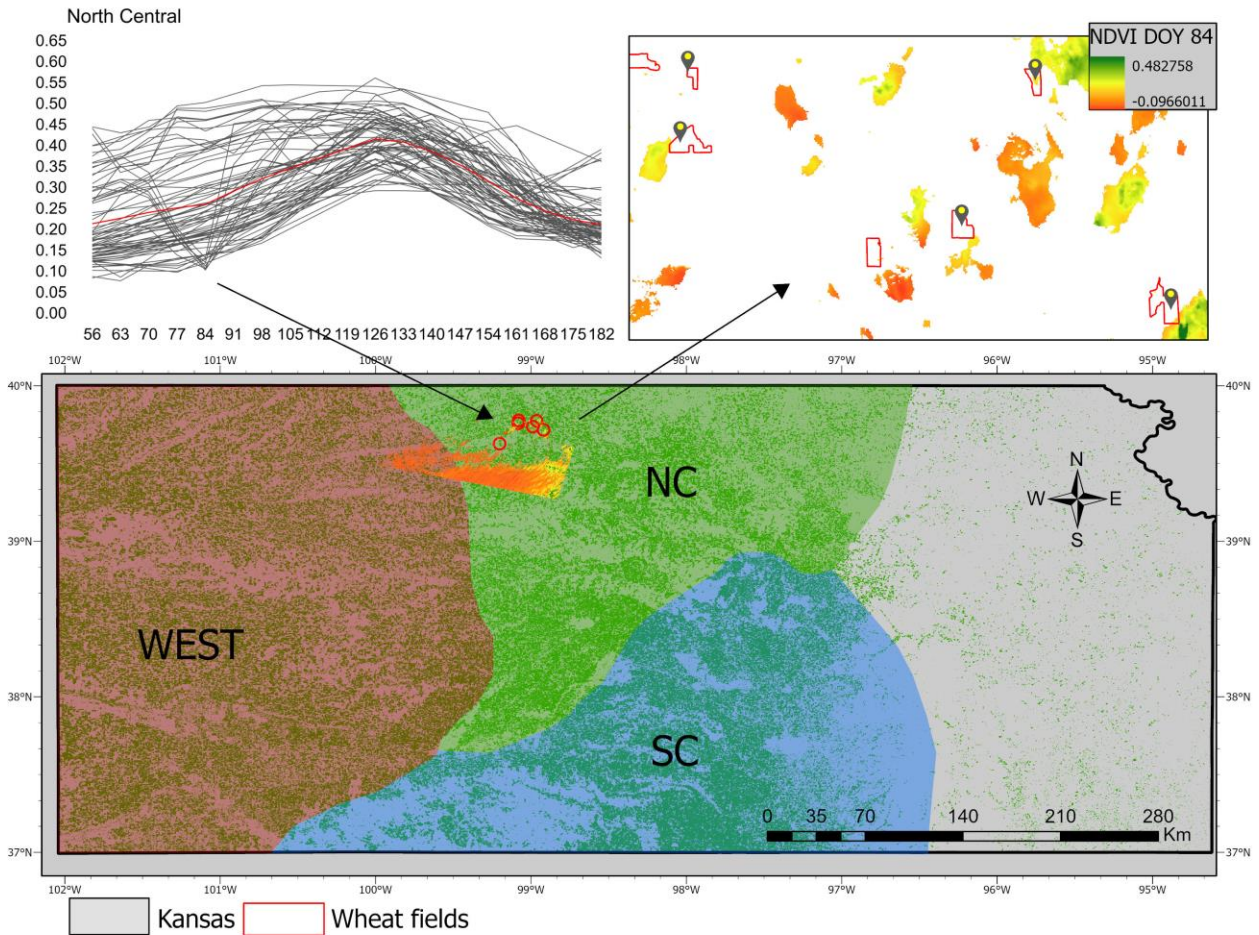 North Central
0.65
0.60
0.55
0.50
0.45
0.40
0.35
0.30
0.25
0.20
0.15
0.10
0.05
0.00
56 63 70 77 84 91 98 105 112 119 126 133 140 147 154 161 168 175 182
NDVI DOY 84
0.482758
-0.0966011
102°W 101°W 100°W 99°W 98°W 97°W 96°W 95°W
40°N 40°N
39°N 39°N
38°N 38°N
37°N 37°N
NC
WEST
SC
N
W E
S
0 35 70 140 210 280
Km
102°W 101°W 100°W 99°W 98°W 97°W 96°W 95°W
Kansas Wheat fields